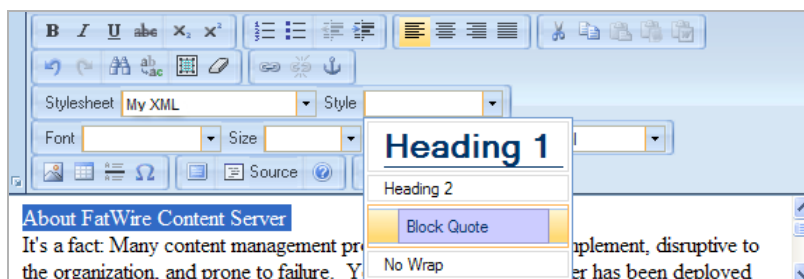 B I U abc X₂ X²
ab ac
Stylesheet My XML Style
Font Size
Heading 1
Source
Heading 2
About FatWire Content Server
Block Quote
It's a fact: Many content management pr mplement, disruptive to
No Wrap
the organization, and prone to failure. Y er has been deployed